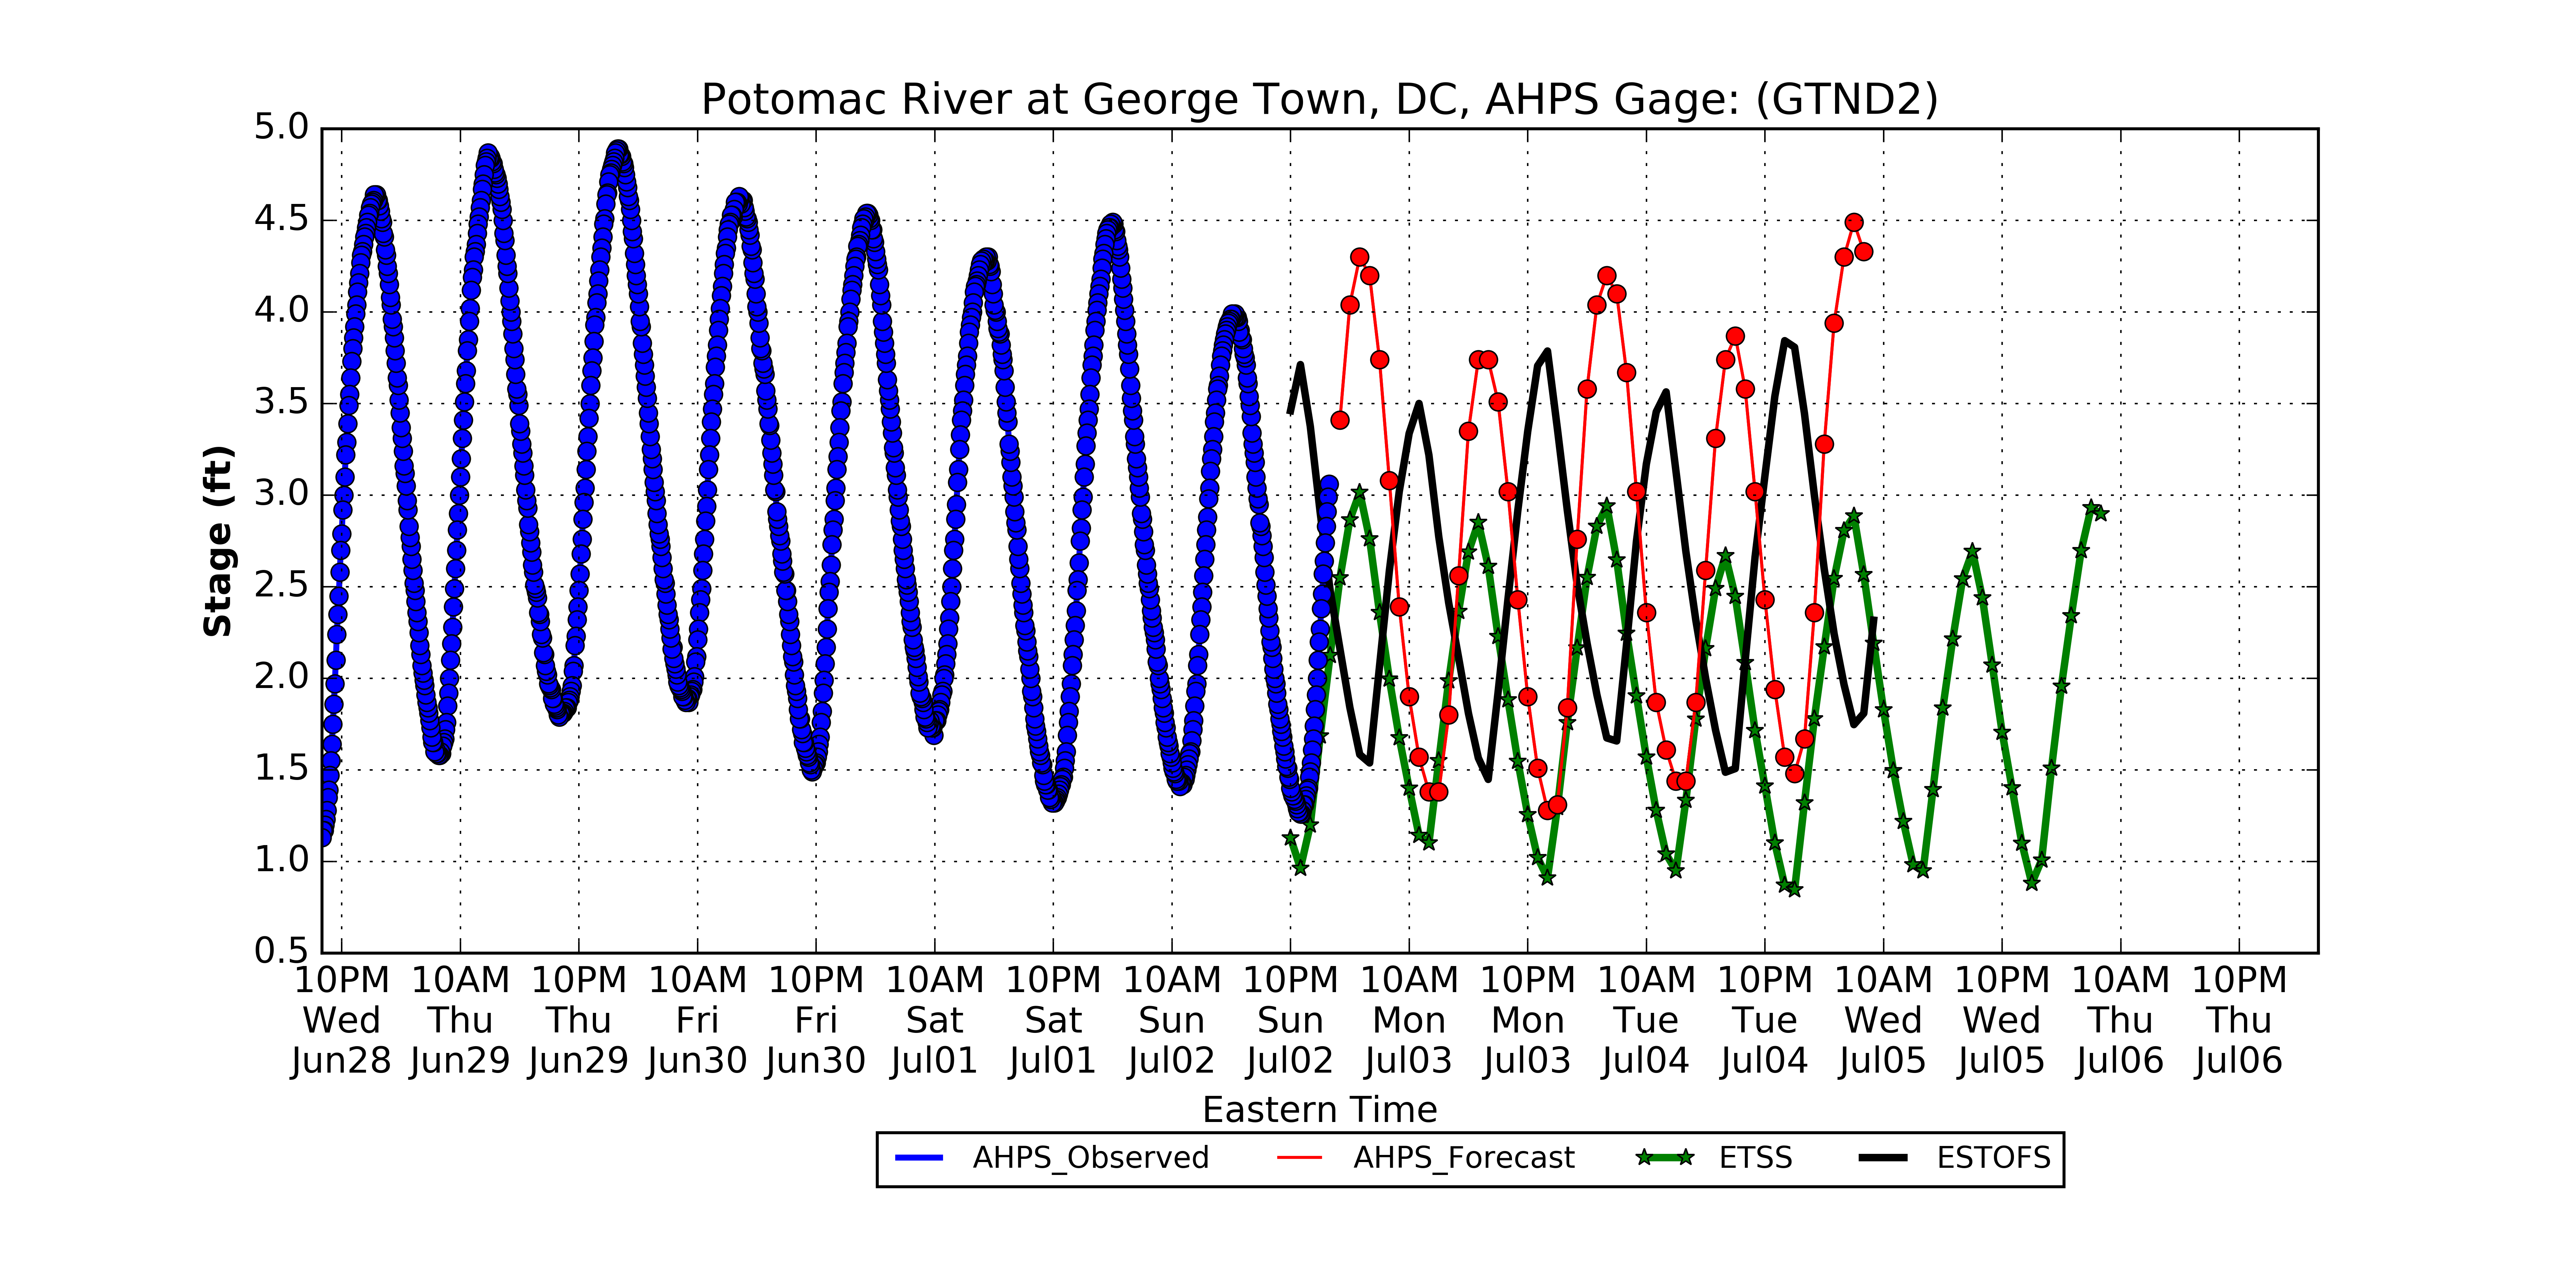 Potomac River at George Town, DC, AHPS Gage: (GTND2)
5.0
4.5
4.0
3.5
3.0
2.5
2.0
1.5
1.0
0.5
Stage (ft)
10PM 10AM 10PM 10AM 10PM 10AM 10PM 10AM 10PM 10AM 10PM 10AM 10PM 10AM 10PM 10AM 10PM
Wed Thu Thu Fri Fri Sat Sat Sun Sun Mon Mon Tue Tue Wed Wed Thu Thu
Jun28 Jun29 Jun29 Jun30 Jun30 Jul01 Jul01 Jul02 Jul02 Jul03 Jul03 Jul04 Jul04 Jul05 Jul05 Jul06 Jul06
Eastern Time
AHPS_Observed AHPS_Forecast ETSS ESTOFS